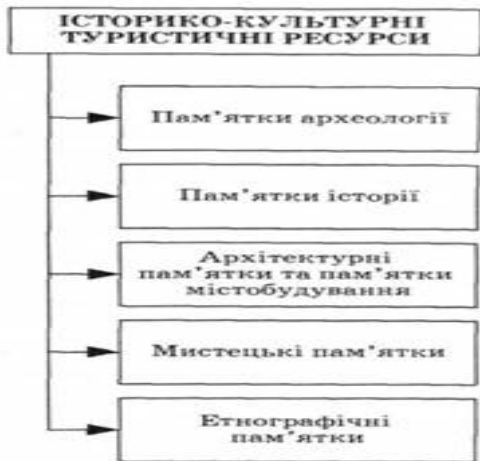 ІСТОРИКО-КУЛЬТУРНІ
ТУРИСТИЧНІ РЕСУРСИ
Пам’ятки археології
Пам’ятки історії
Архітектурні
пам’ятки та пам’ятки
містобудування
Мистецькі пам’ятки
Етнографічні
пам’ятки